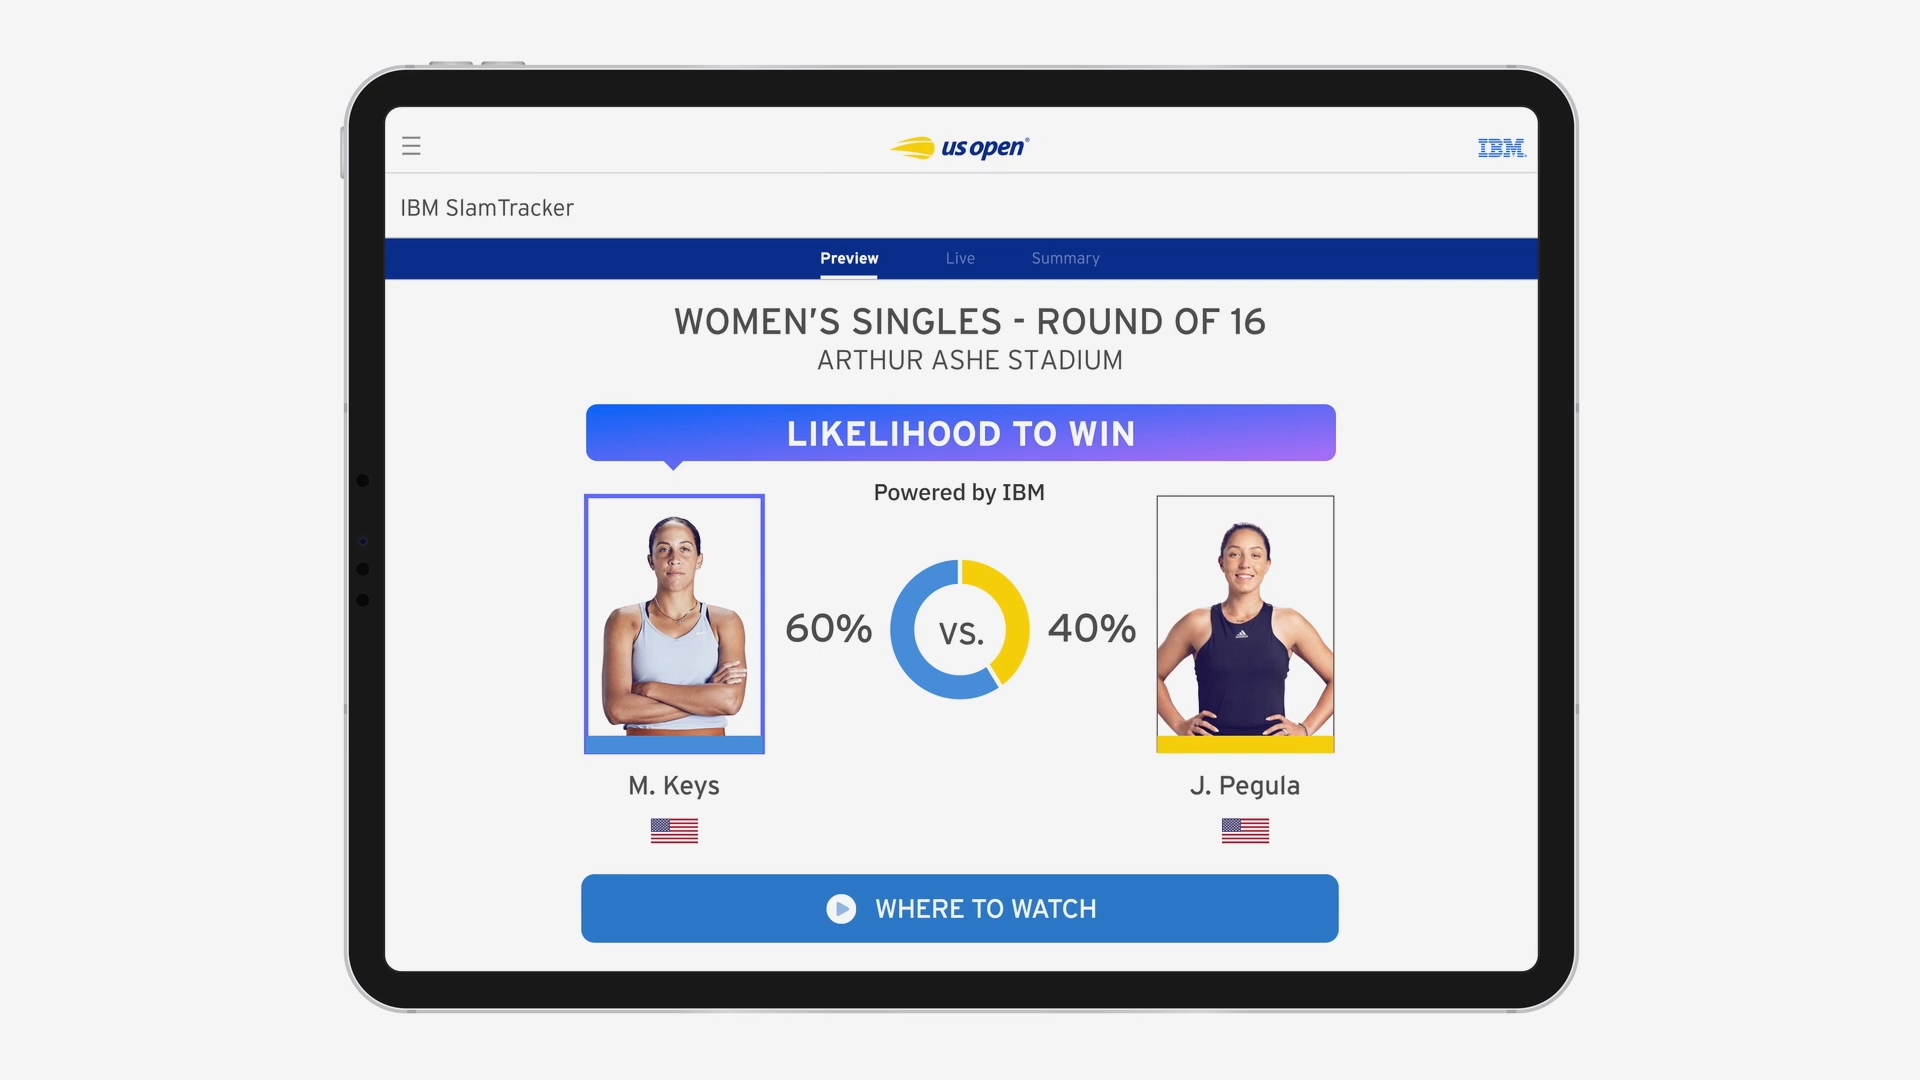 us open
IBM
IBM SlamTracker
Preview Live Summary
WOMEN’S SINGLES - ROUND OF 16
ARTHUR ASHE STADIUM
LIKELIHOOD TO WIN
Powered by IBM
60% VS. 40%
M. Keys J. Pegula
WHERE TO WATCH